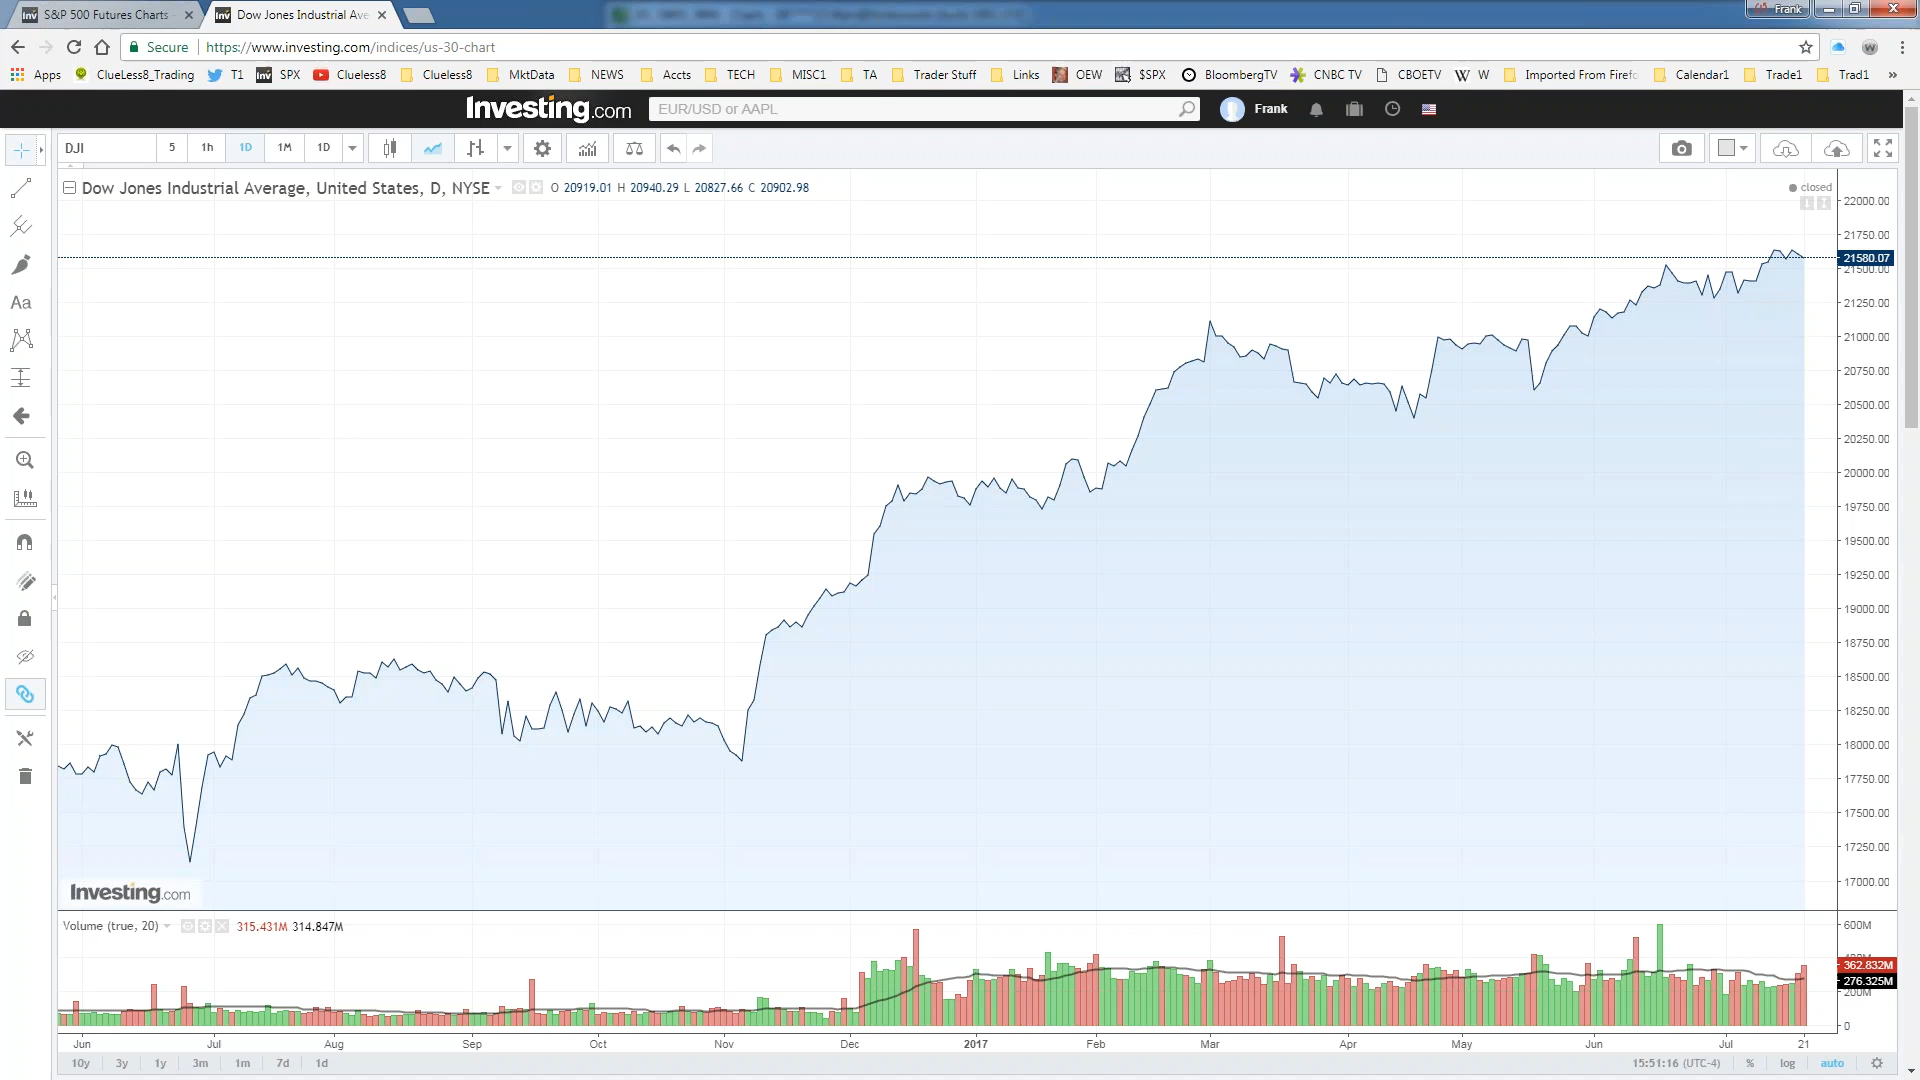 S&P 500 Futures Charts -
Dow Jones Industrial Ave
Frank
Secure
https://www.investing.com/indices/us-30-chart
Apps ClueLess8_Trading T1 SPX Clueless8 Clueless8 MktData NEWS Accts TECH MISC1 TA Trader Stuff Links OEW $SPX BloombergTV CNBC TV CBOETV W Imported From Firefo Calendar1 Trade1 Trad1 »
Investing.com EUR/USD or AAPL Frank
DJI 5 1h 1D 1M 1D
Aa
Dow Jones Industrial Average, United States, D, NYSE O 20919.01 H 20940.29 L 20827.66 C 20902.98
closed
22000.00
21750.00
21580.07
21500.00
21250.00
21000.00
20750.00
20500.00
20250.00
20000.00
19750.00
19500.00
19250.00
19000.00
18750.00
18500.00
18250.00
18000.00
17750.00
17500.00
17250.00
17000.00
Investing.com
Volume (true, 20) 315.431M 314.847M
600M
362.832M
276.325M
200M
0
Jun Jul Aug Sep Oct Nov Dec 2017 Feb Mar Apr May Jun Jul 21
10y 3y 1y 3m 1m 7d 1d 15:51:16 (UTC-4) % log auto